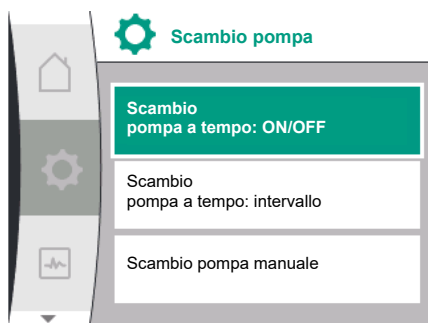 Scambio pompa
Scambio
pompa a tempo: ON/OFF
Scambio
pompa a tempo: intervallo
Scambio pompa manuale